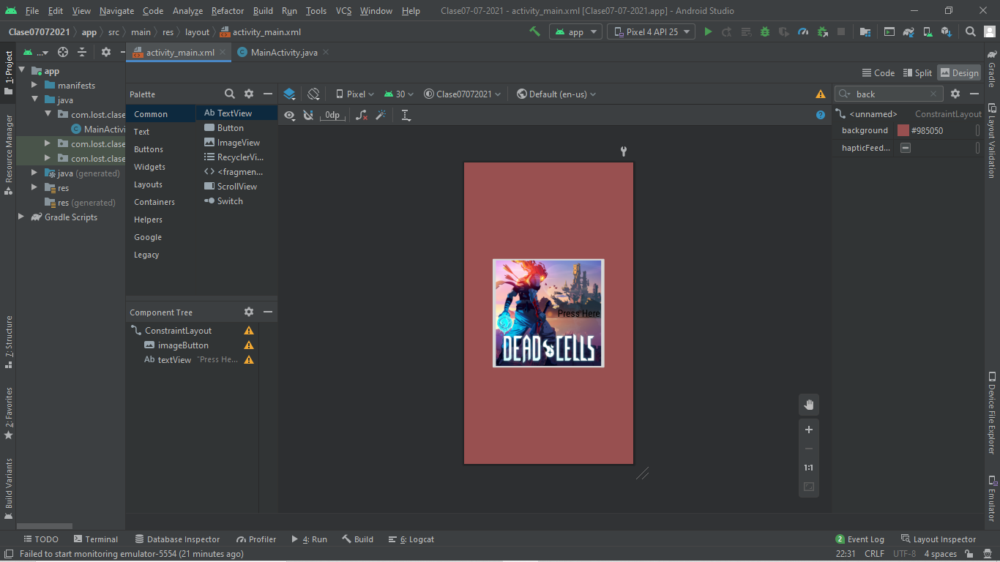 File Edit View Navigate Code Analyze Refactor Build Run Tools VCS Window Help Clase07-07-2021 - activity_main.xml [Clase07-07-2021.app] - Android Studio
Clase07072021 app src main res layout activity_main.xml app Pixel 4 API 25
1: Project
Resource Manager
7: Structure
2: Favorites
Build Variants
...
app
manifests
java
com.lost.clase
MainActivi
com.lost.clase
com.lost.clase
java (generated)
res
res (generated)
Gradle Scripts
activity_main.xml MainActivity.java
Code Split Design
Palette
Common
Text
Buttons
Widgets
Layouts
Containers
Helpers
Google
Legacy
Ab TextView
Button
ImageView
RecyclerVi...
<> <fragmen...
ScrollView
Switch
Component Tree
ConstraintLayout
imageButton
Ab textView "Press He...
Pixel 30 Clase07072021 Default (en-us)
0dp
?
Press Here
DEAD CELLS
1:1
back
<unnamed> ConstraintLayout
background #985050
hapticFeed...
Gradle
Layout Validation
Device File Explorer
Emulator
TODO Terminal Database Inspector Profiler 4: Run Build 6: Logcat 2 Event Log Layout Inspector
Failed to start monitoring emulator-5554 (21 minutes ago) 22:31 CRLF UTF-8 4 spaces